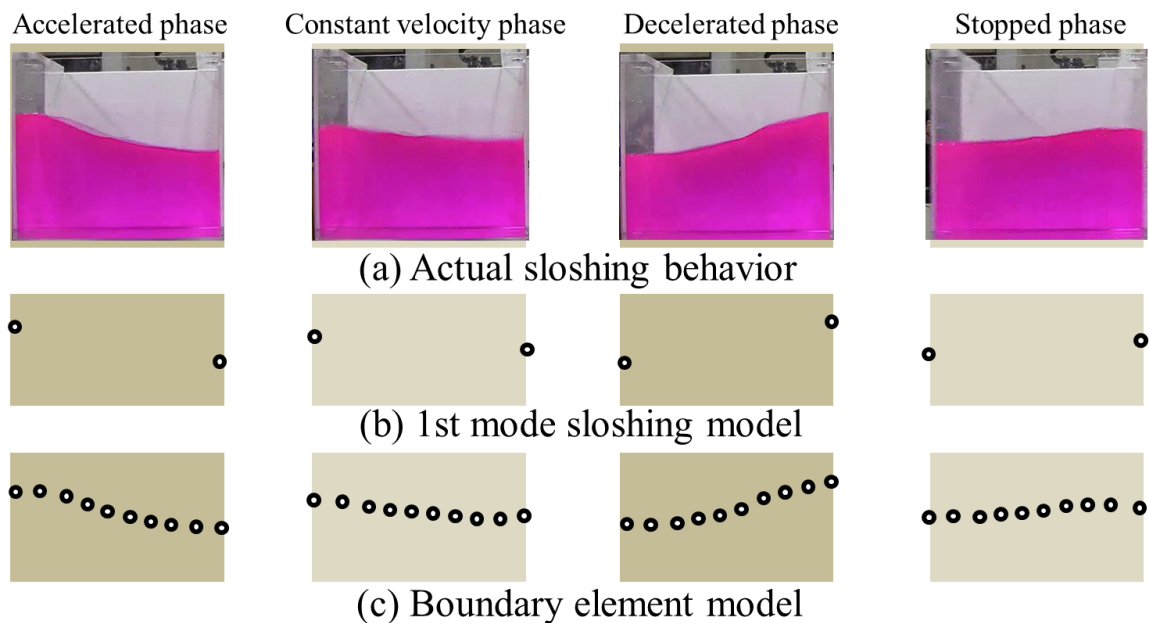 Accelerated phase
Constant velocity phase
Decelerated phase
Stopped phase
(a) Actual sloshing behavior
(b) 1st mode sloshing model
(c) Boundary element model